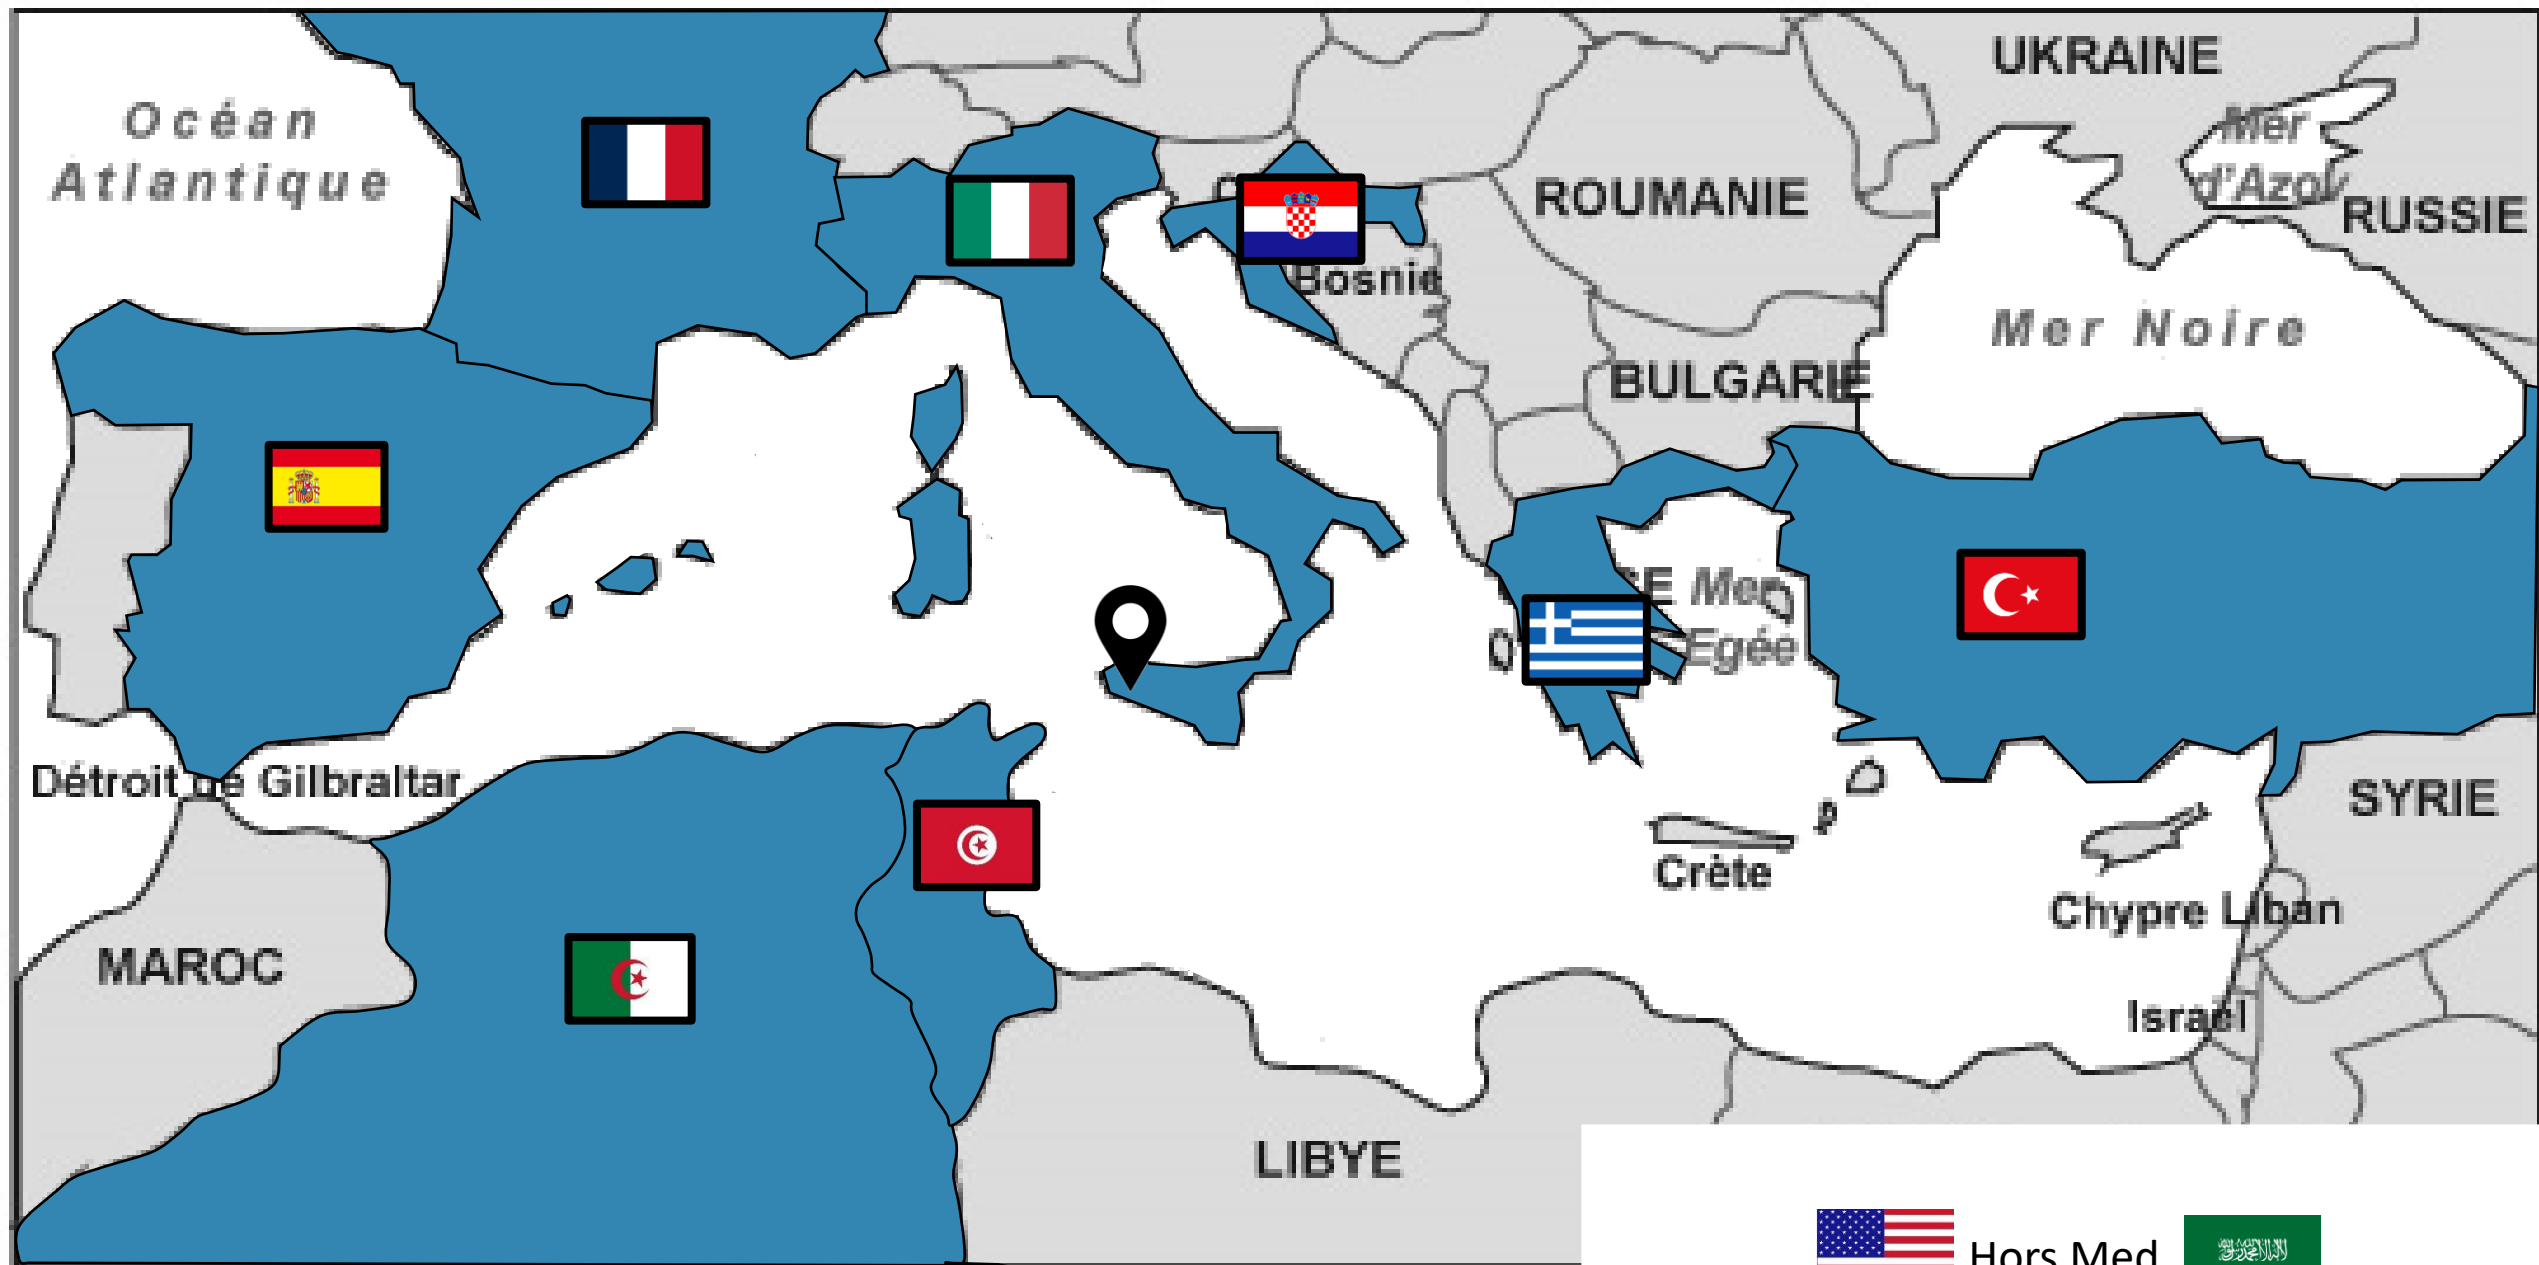 Océan
Atlantique
UKRAINE
Mer
d'Azov
RUSSIE
ROUMANIE
Bosnie
Mer Noire
BULGARIE
Mer
Egée
Détroit de Gilbraltar
SYRIE
Crète
Chypre Liban
MAROC
Israël
LIBYE
Hors Med